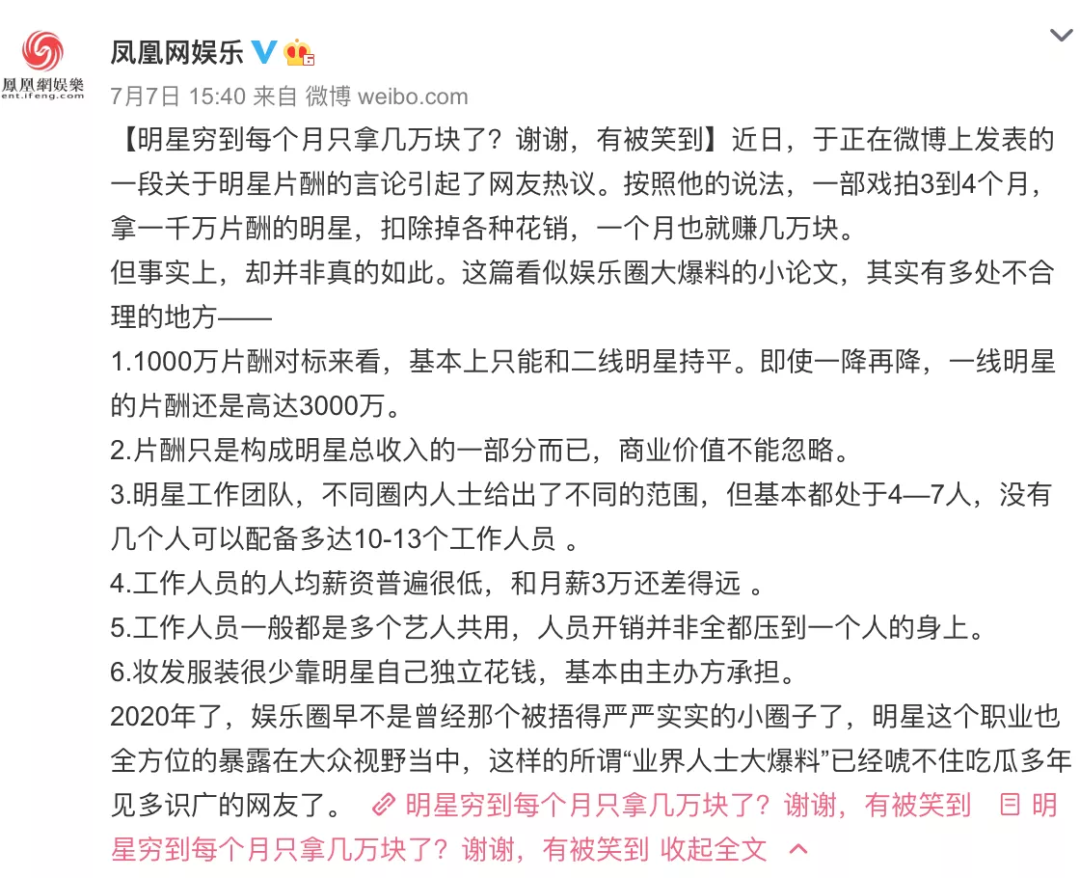 凤凰网娱乐
鳳凰網娛樂
ent.ifeng.com
7月7日 15:40 来自 微博 weibo.com
【明星穷到每个月只拿几万块了？谢谢，有被笑到】近日，于正在微博上发表的
一段关于明星片酬的言论引起了网友热议。按照他的说法，一部戏拍3到4个月，
拿一千万片酬的明星，扣除掉各种花销，一个月也就赚几万块。
但事实上，却并非真的如此。这篇看似娱乐圈大爆料的小论文，其实有多处不合
理的地方——
1.1000万片酬对标来看，基本上只能和二线明星持平。即使一降再降，一线明星
的片酬还是高达3000万。
2.片酬只是构成明星总收入的一部分而已，商业价值不能忽略。
3.明星工作团队，不同圈内人士给出了不同的范围，但基本都处于4—7人，没有
几个人可以配备多达10-13个工作人员 。
4.工作人员的人均薪资普遍很低，和月薪3万还差得远 。
5.工作人员一般都是多个艺人共用，人员开销并非全都压到一个人的身上。
6.妆发服装很少靠明星自己独立花钱，基本由主办方承担。
2020年了，娱乐圈早不是曾经那个被捂得严严实实的小圈子了，明星这个职业也
全方位的暴露在大众视野当中，这样的所谓“业界人士大爆料”已经唬不住吃瓜多年
见多识广的网友了。 明星穷到每个月只拿几万块了？谢谢，有被笑到 明
星穷到每个月只拿几万块了？谢谢，有被笑到 收起全文